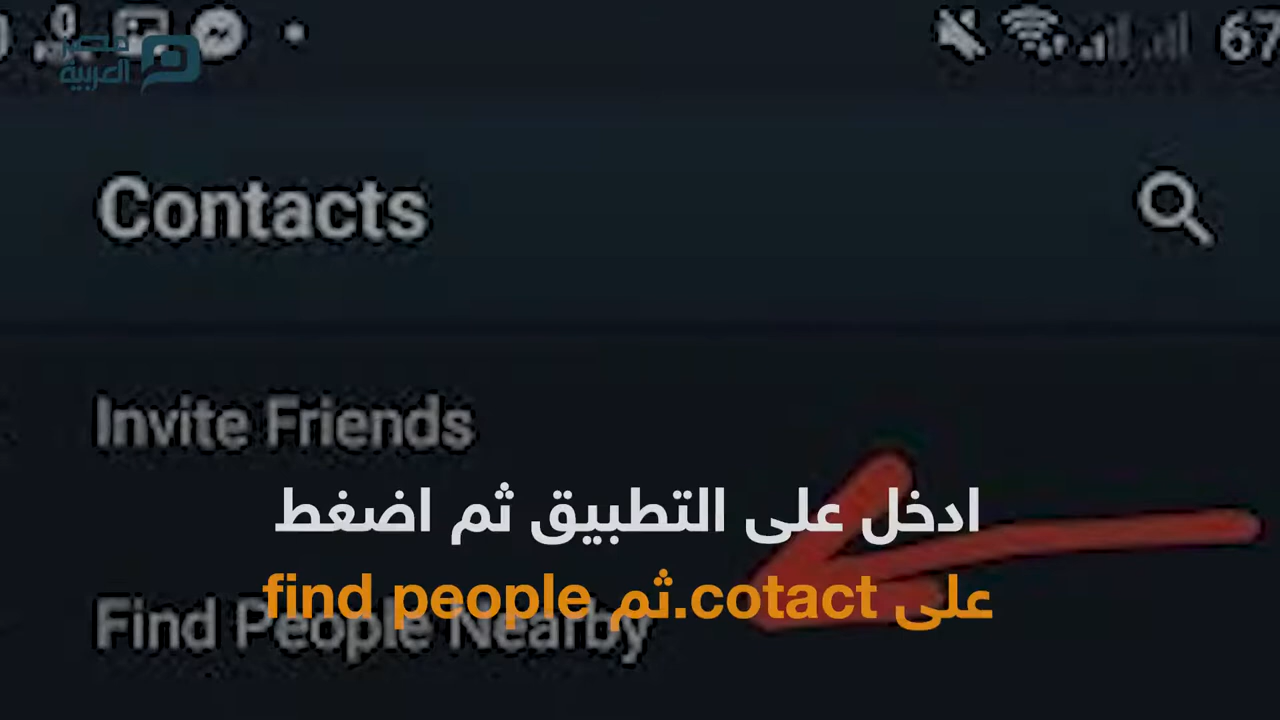 مصر
العربية
67
Contacts
Invite Friends
ادخل على التطبيق ثم اضغط
على cotact.ثم find people
Find People Nearby